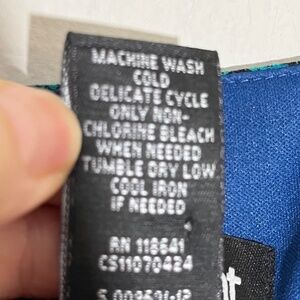 MACHINE WASH
COLD
DELICATE CYCLE
ONLY NON-
CHLORINE BLEACH
WHEN NEEDED
TUMBLE DRY LOW
COOL IRON
IF NEEDED
RN 118641
CS11070424